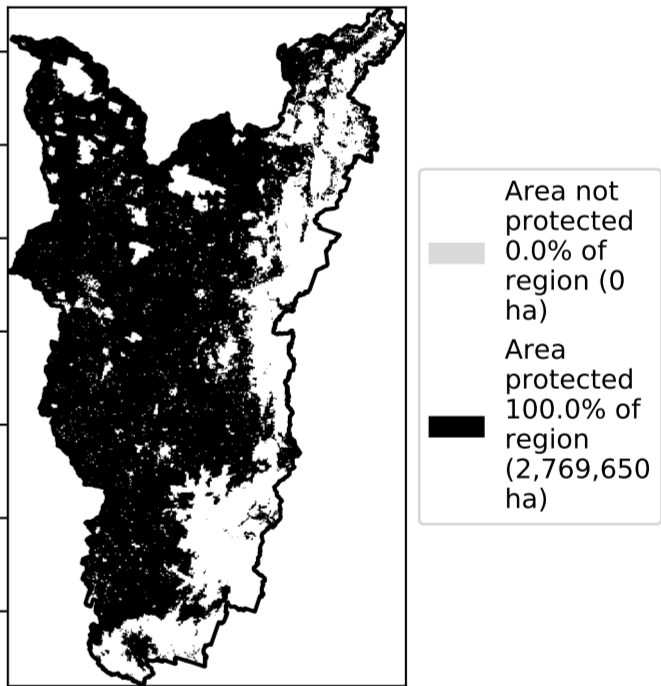 Area not
protected
0.0% of
region (0
ha)
Area
protected
100.0% of
region
(2,769,650
ha)